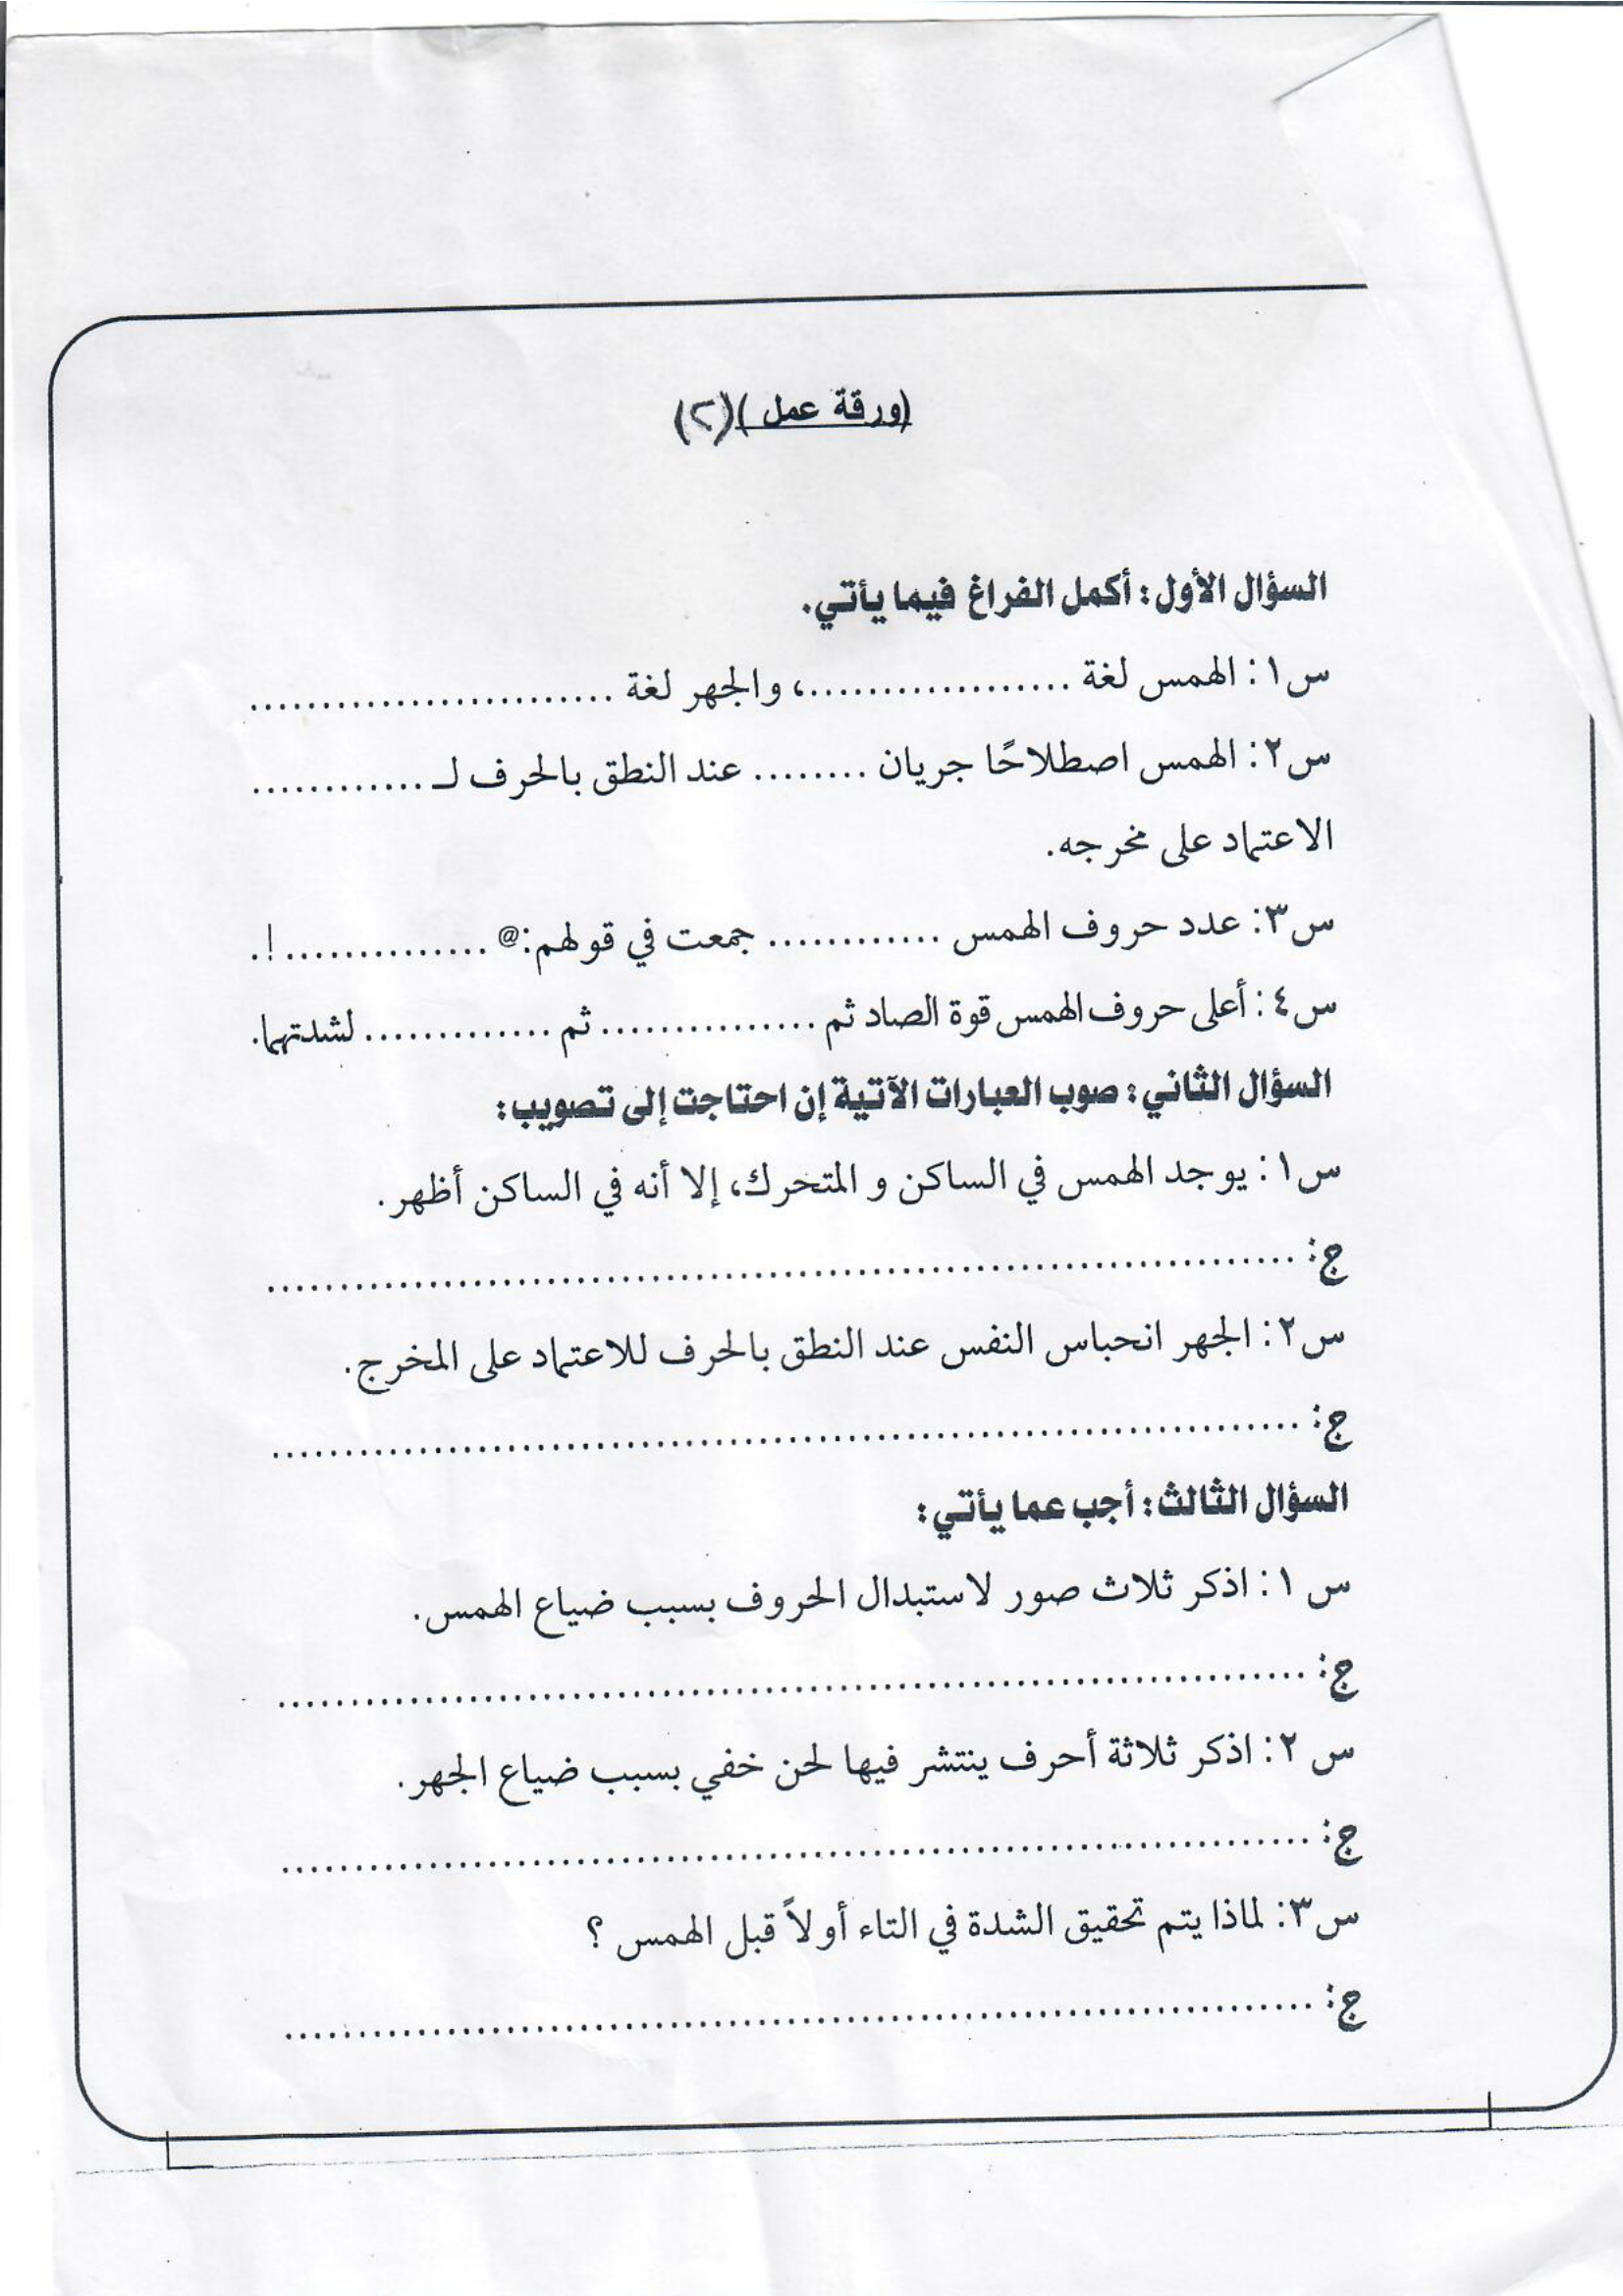 (ورقة عمل )(٢)
السؤال الأول: أكمل الفراغ فيما يأتي.
س١: الهمس لغة ...................، والجهر لغة .........................
س٢: الهمس اصطلاحًا جريان ........ عند النطق بالحرف لـ ............
الاعتماد على مخرجه.
س٣: عدد حروف الهمس ............ جمعت في قولهم:@ ..............!.
س٤: أعلى حروف الهمس قوة الصاد ثم ............... ثم ............. لشدتهما.
السؤال الثاني: صوب العبارات الآتية إن احتاجت إلى تصويب:
س١: يوجد الهمس في الساكن و المتحرك، إلا أنه في الساكن أظهر.
ج: ......................................................................
س٢: الجهر انحباس النفس عند النطق بالحرف للاعتماد على المخرج.
ج: ......................................................................
السؤال الثالث: أجب عما يأتي:
س ١: اذكر ثلاث صور لاستبدال الحروف بسبب ضياع الهمس.
ج: ......................................................................
س ٢: اذكر ثلاثة أحرف ينتشر فيها لحن خفي بسبب ضياع الجهر.
ج: ......................................................................
س٣: لماذا يتم تحقيق الشدة في التاء أولاً قبل الهمس ؟
ج: ......................................................................